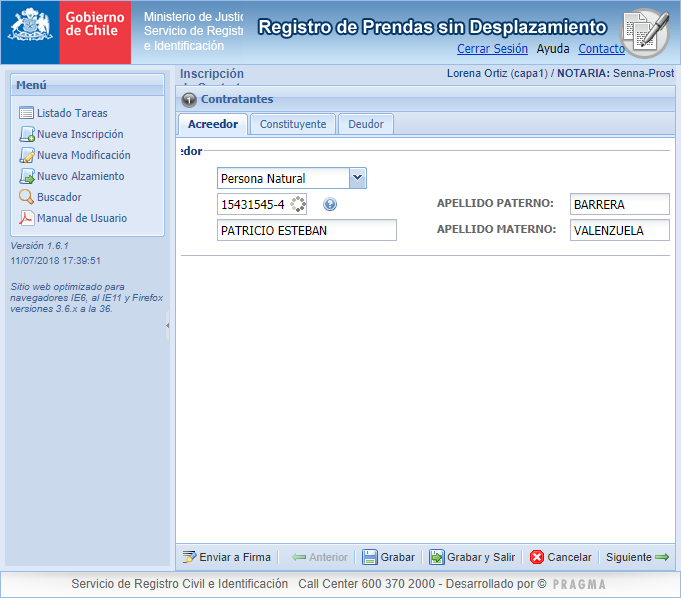 Gobierno
de Chile
Ministerio de Justic
Servicio de Registr
e Identificación
Registro de Prendas sin Desplazamiento
Cerrar Sesión Ayuda Contacto
Menú
Listado Tareas
Nueva Inscripción
Nueva Modificación
Nuevo Alzamiento
Buscador
Manual de Usuario
Versión 1.6.1
11/07/2018 17:39:51
Sitio web optimizado para
navegadores IE6, al IE11 y Firefox
versiones 3.6.x a la 36.
Inscripción
Lorena Ortiz (capa1) / NOTARIA: Senna-Prost
Contratantes
Acreedor Constituyente Deudor
edor
Persona Natural
15431545-4 APELLIDO PATERNO: BARRERA
PATRICIO ESTEBAN APELLIDO MATERNO: VALENZUELA
Enviar a Firma Anterior Grabar Grabar y Salir Cancelar Siguiente
Servicio de Registro Civil e Identificación Call Center 600 370 2000 - Desarrollado por © PRAGMA